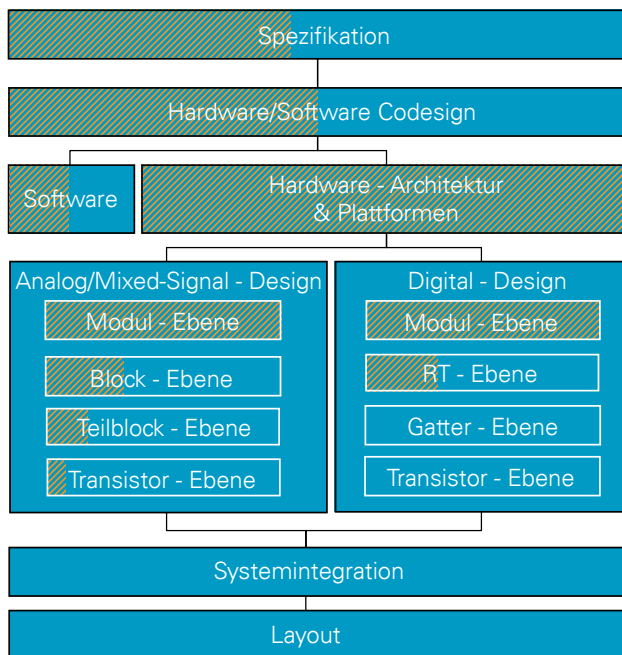 Spezifikation
Hardware/Software Codesign
Software
Hardware - Architektur
& Plattformen
Analog/Mixed-Signal - Design
Modul - Ebene
Block - Ebene
Teilblock - Ebene
Transistor - Ebene
Digital - Design
Modul - Ebene
RT - Ebene
Gatter - Ebene
Transistor - Ebene
Systemintegration
Layout